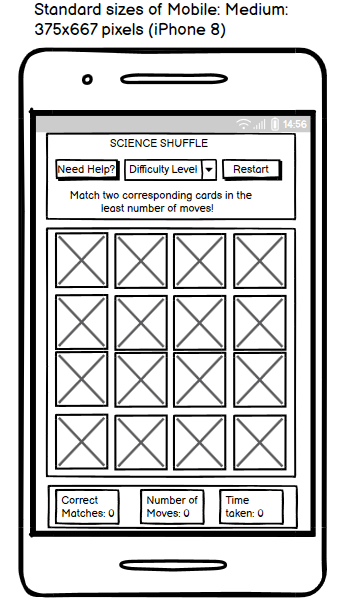 Standard sizes of Mobile: Medium:
375x667 pixels (iPhone 8)
14:56
SCIENCE SHUFFLE
Need Help? Difficulty Level Restart
Match two corresponding cards in the
least number of moves!
Correct
Matches: 0
Number of
Moves: 0
Time
taken: 0